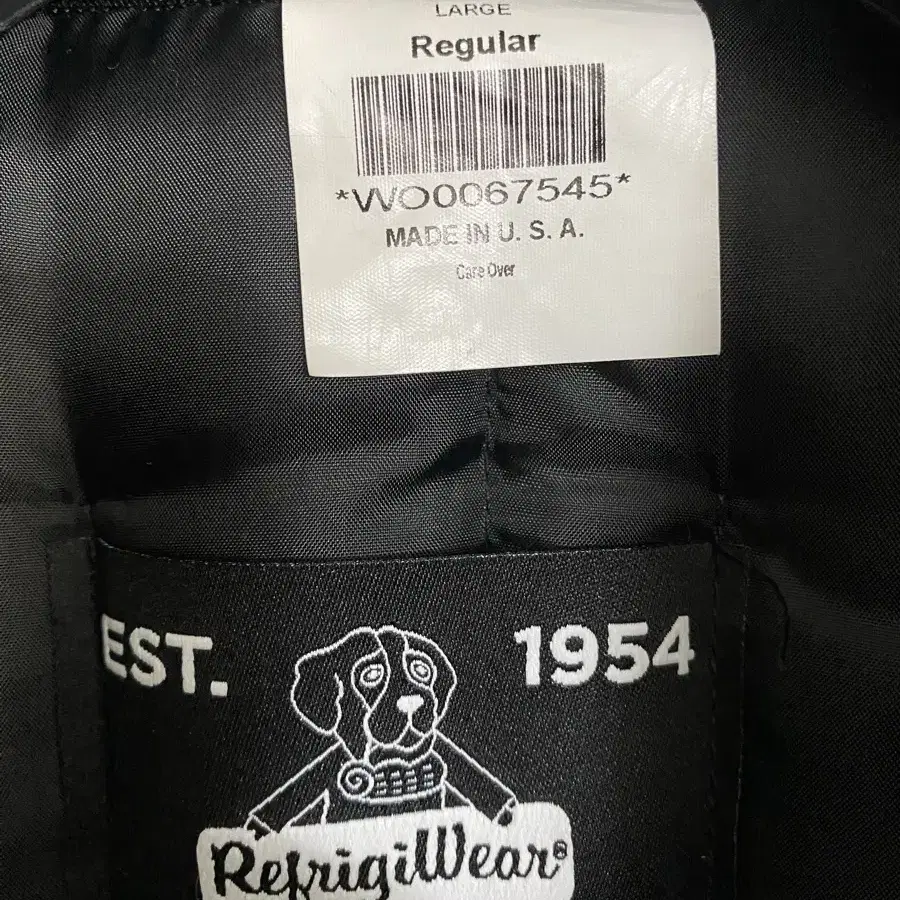 LARGE
Regular
*WO0067545*
MADE IN U. S. A.
Care Over
EST. 1954
RefrigiWear®